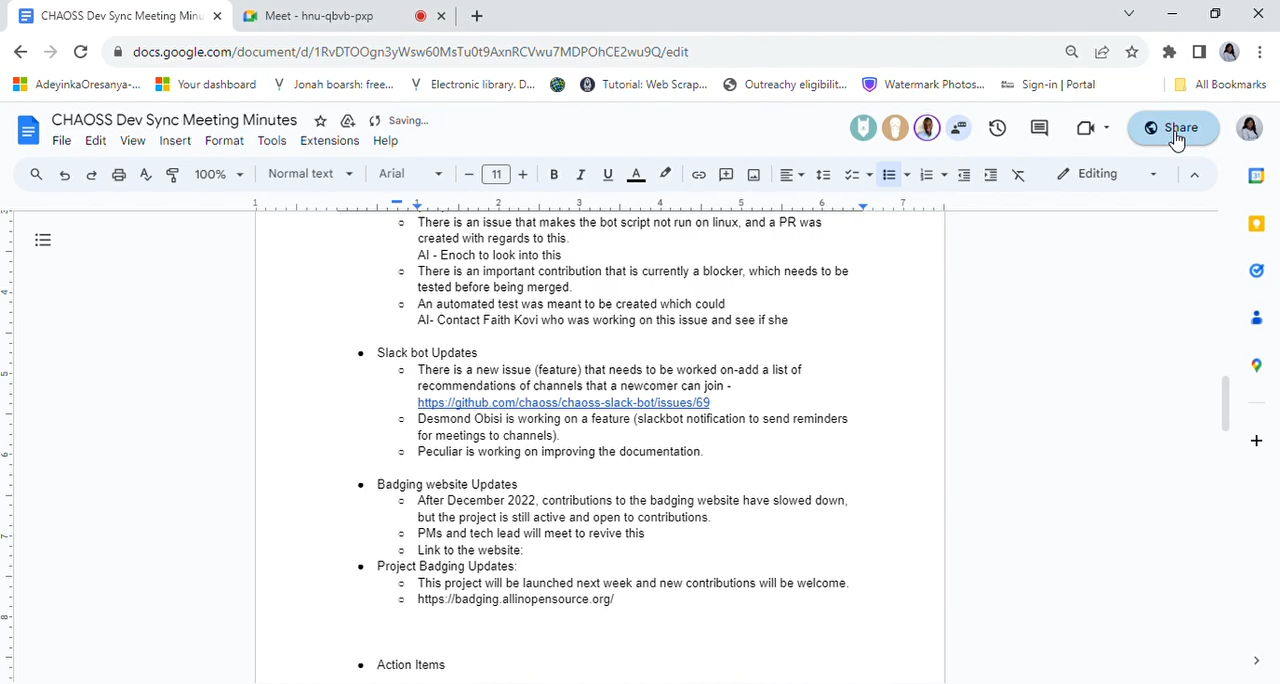 CHAOSS Dev Sync Meeting Minu
Meet - hnu-qbvb-pxp
docs.google.com/document/d/1RvDTOOgn3yWsw60MsTu0t9AxnRCVwu7MDPOhCE2wu9Q/edit
AdeyinkaOresanya-... Your dashboard Jonah boarsh: free... Electronic library. D... Tutorial: Web Scrap... Outreachy eligibilit... Watermark Photos... Sign-in | Portal All Bookmarks
CHAOSS Dev Sync Meeting Minutes Saving...
Share
File Edit View Insert Format Tools Extensions Help
100% Normal text Arial 11 B I U A Editing
1 1 2 3 4 5 6 7
There is an issue that makes the bot script not run on linux, and a PR was
created with regards to this.
AI - Enoch to look into this
There is an important contribution that is currently a blocker, which needs to be
tested before being merged.
An automated test was meant to be created which could
AI- Contact Faith Kovi who was working on this issue and see if she
Slack bot Updates
There is a new issue (feature) that needs to be worked on-add a list of
recommendations of channels that a newcomer can join -
https://github.com/chaoss/chaoss-slack-bot/issues/69
Desmond Obisi is working on a feature (slackbot notification to send reminders
for meetings to channels).
Peculiar is working on improving the documentation.
Badging website Updates
After December 2022, contributions to the badging website have slowed down,
but the project is still active and open to contributions.
PMs and tech lead will meet to revive this
Link to the website:
Project Badging Updates:
This project will be launched next week and new contributions will be welcome.
https://badging.allinopensource.org/
Action Items